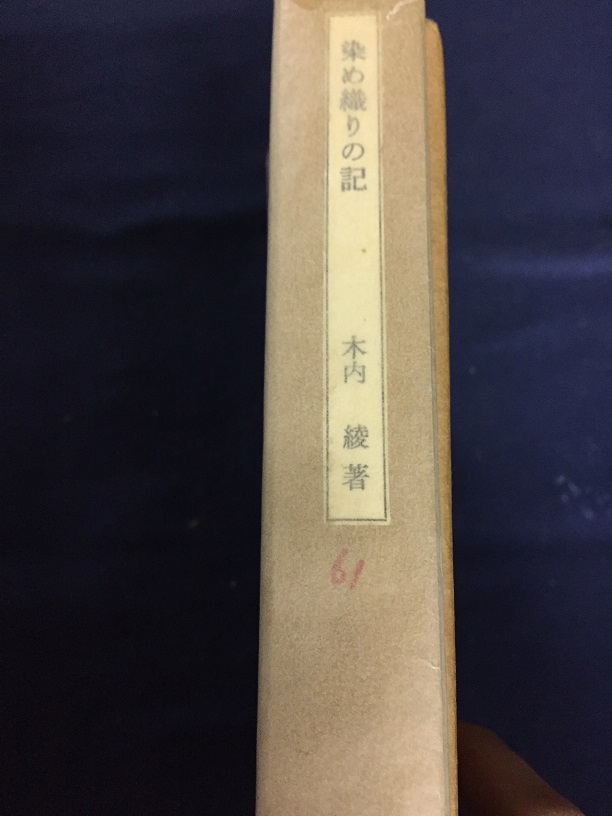 染め織りの記
木内 綾 著
61